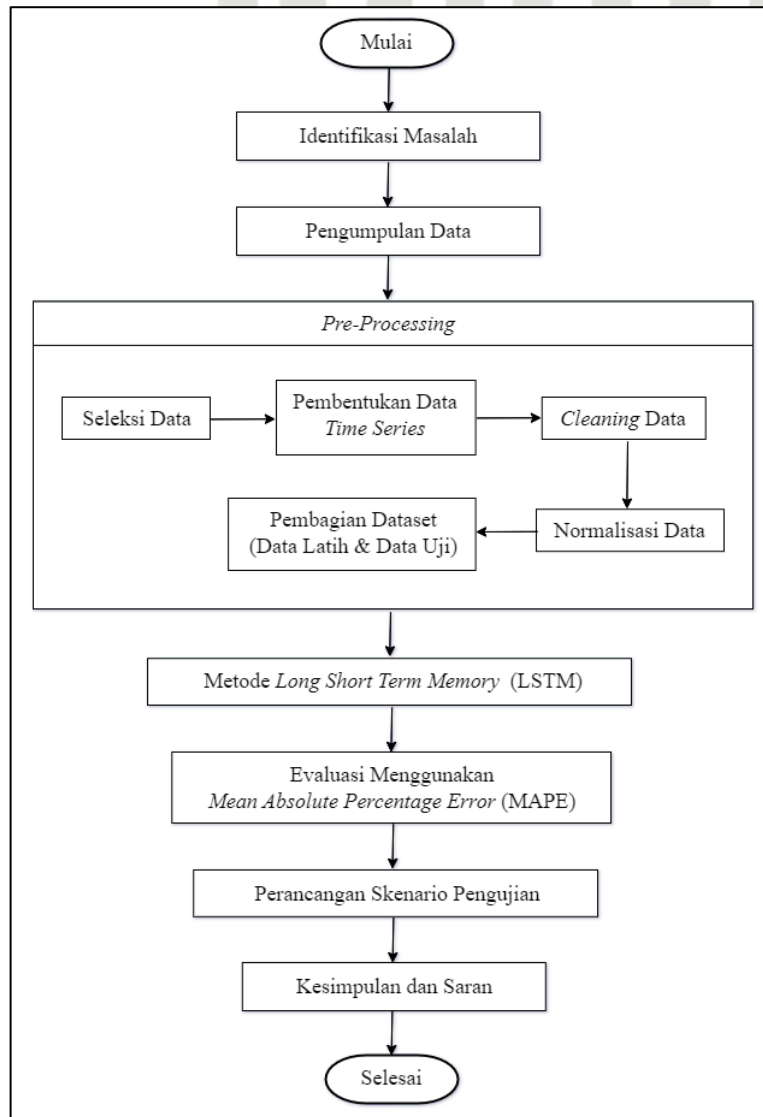 Mulai
Identifikasi Masalah
Pengumpulan Data
Pre-Processing
Seleksi Data
Pembentukan Data
Time Series
Cleaning Data
Normalisasi Data
Pembagian Dataset
(Data Latih & Data Uji)
Metode Long Short Term Memory (LSTM)
Evaluasi Menggunakan
Mean Absolute Percentage Error (MAPE)
Perancangan Skenario Pengujian
Kesimpulan dan Saran
Selesai